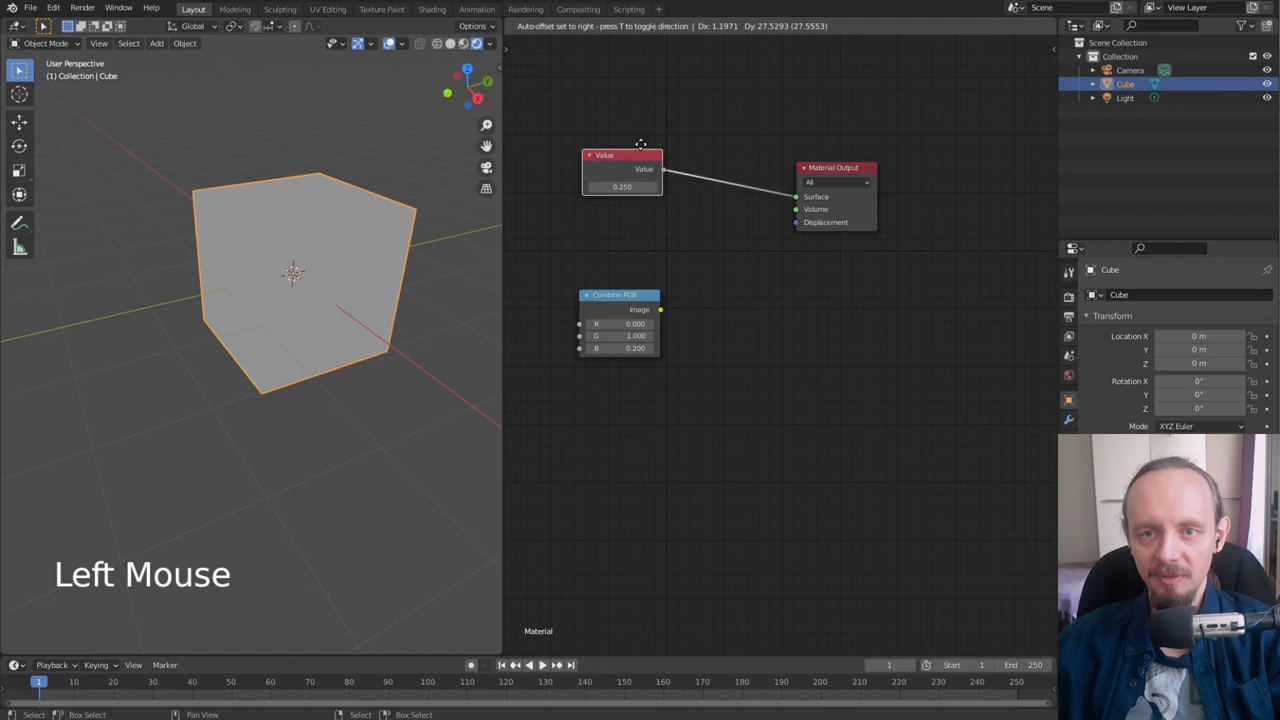 File Edit Render Window Help Layout Modeling Sculpting UV Editing Texture Paint Shading Animation Rendering Compositing Scripting Scene View Layer
Global Options Auto-offset set to right - press T to toggle direction | Dx: 1.1971 Dy: 27.5293 (27.5553)
Object Mode View Select Add Object
Scene Collection
Collection
Camera
Cube
Light
User Perspective
(1) Collection | Cube
Z
Y
X
Value
Value
0.250
Material Output
All
Surface
Volume
Displacement
Combine RGB
Image
R 0.000
G 1.000
B 0.200
Cube
Cube
Transform
Location X 0 m
Y 0 m
Z 0 m
Rotation X 0°
Y 0°
Z 0°
Mode XYZ Euler
Left Mouse
Material
Playback Keying View Marker 1 Start 1 End 250
1 10 20 30 40 50 60 70 80 90 100 110 120 130 140 150 160 170 180 190 200 210 220 230 240 250
Select Box Select Pan View Select Box Select